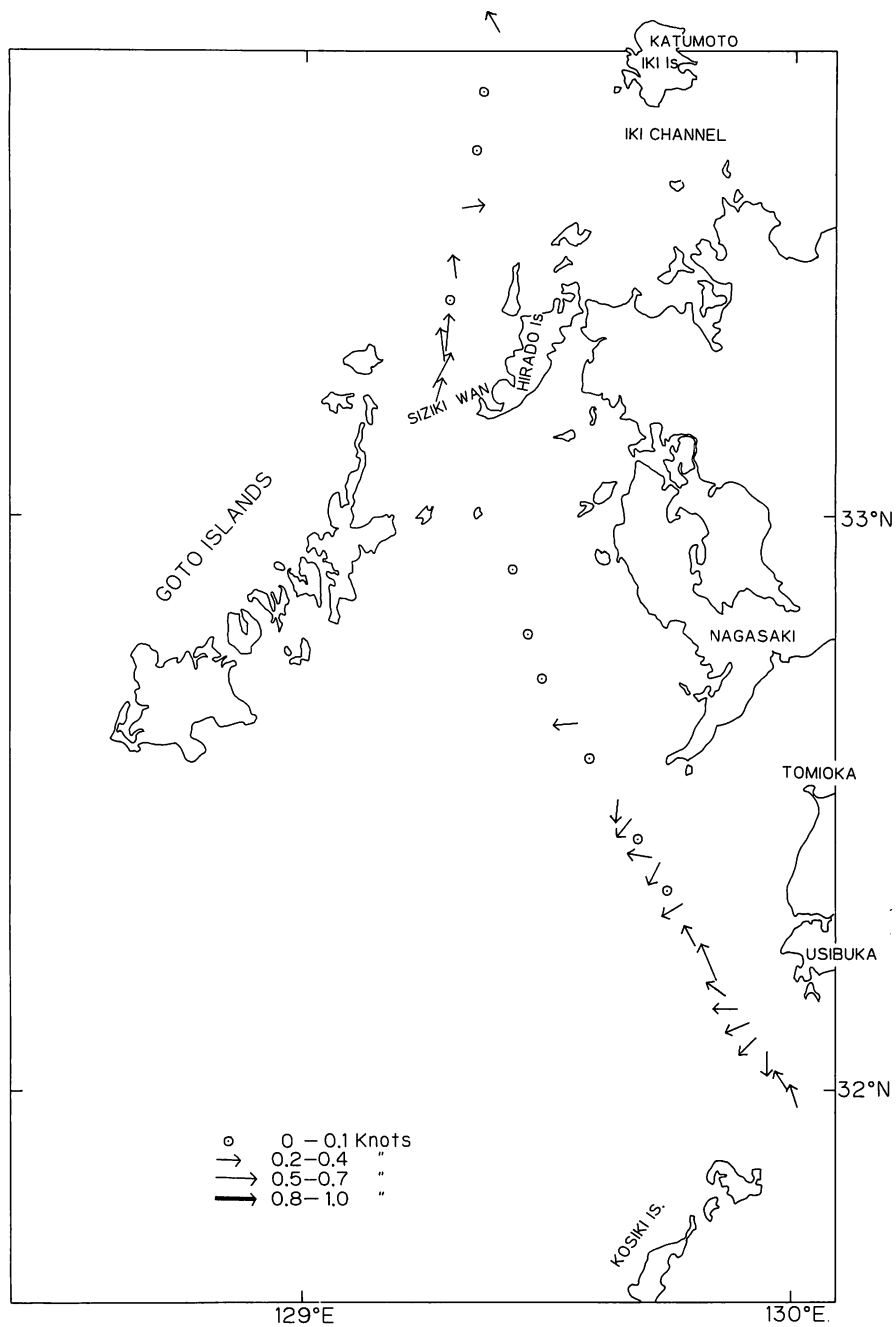 KATUMOTO
IKI Is.
IKI CHANNEL
HIRADO Is.
SIZIKI WAN
GOTO ISLANDS
33°N
NAGASAKI
TOMIOKA
USIBUKA
32°N
0 – 0.1 Knots
0.2 – 0.4 "
0.5 – 0.7 "
0.8 – 1.0 "
KOSIKI IS.
129°E
130°E.